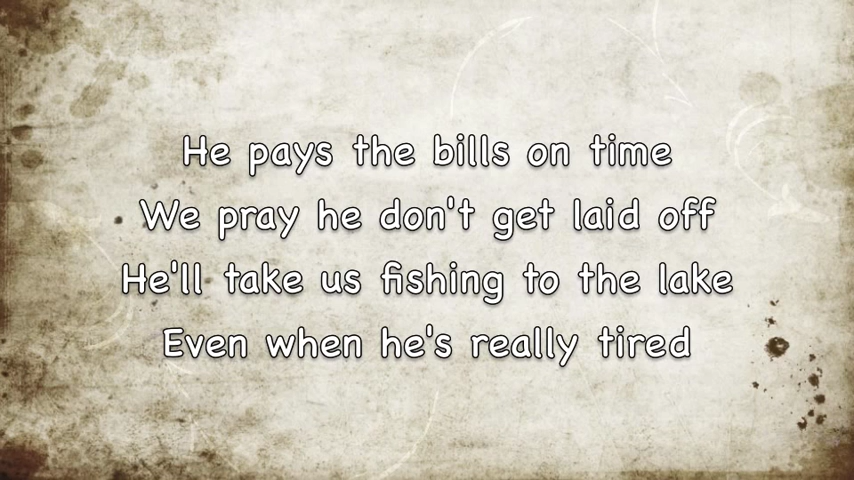 He pays the bills on time
We pray he don't get laid off
He'll take us fishing to the lake
Even when he's really tired